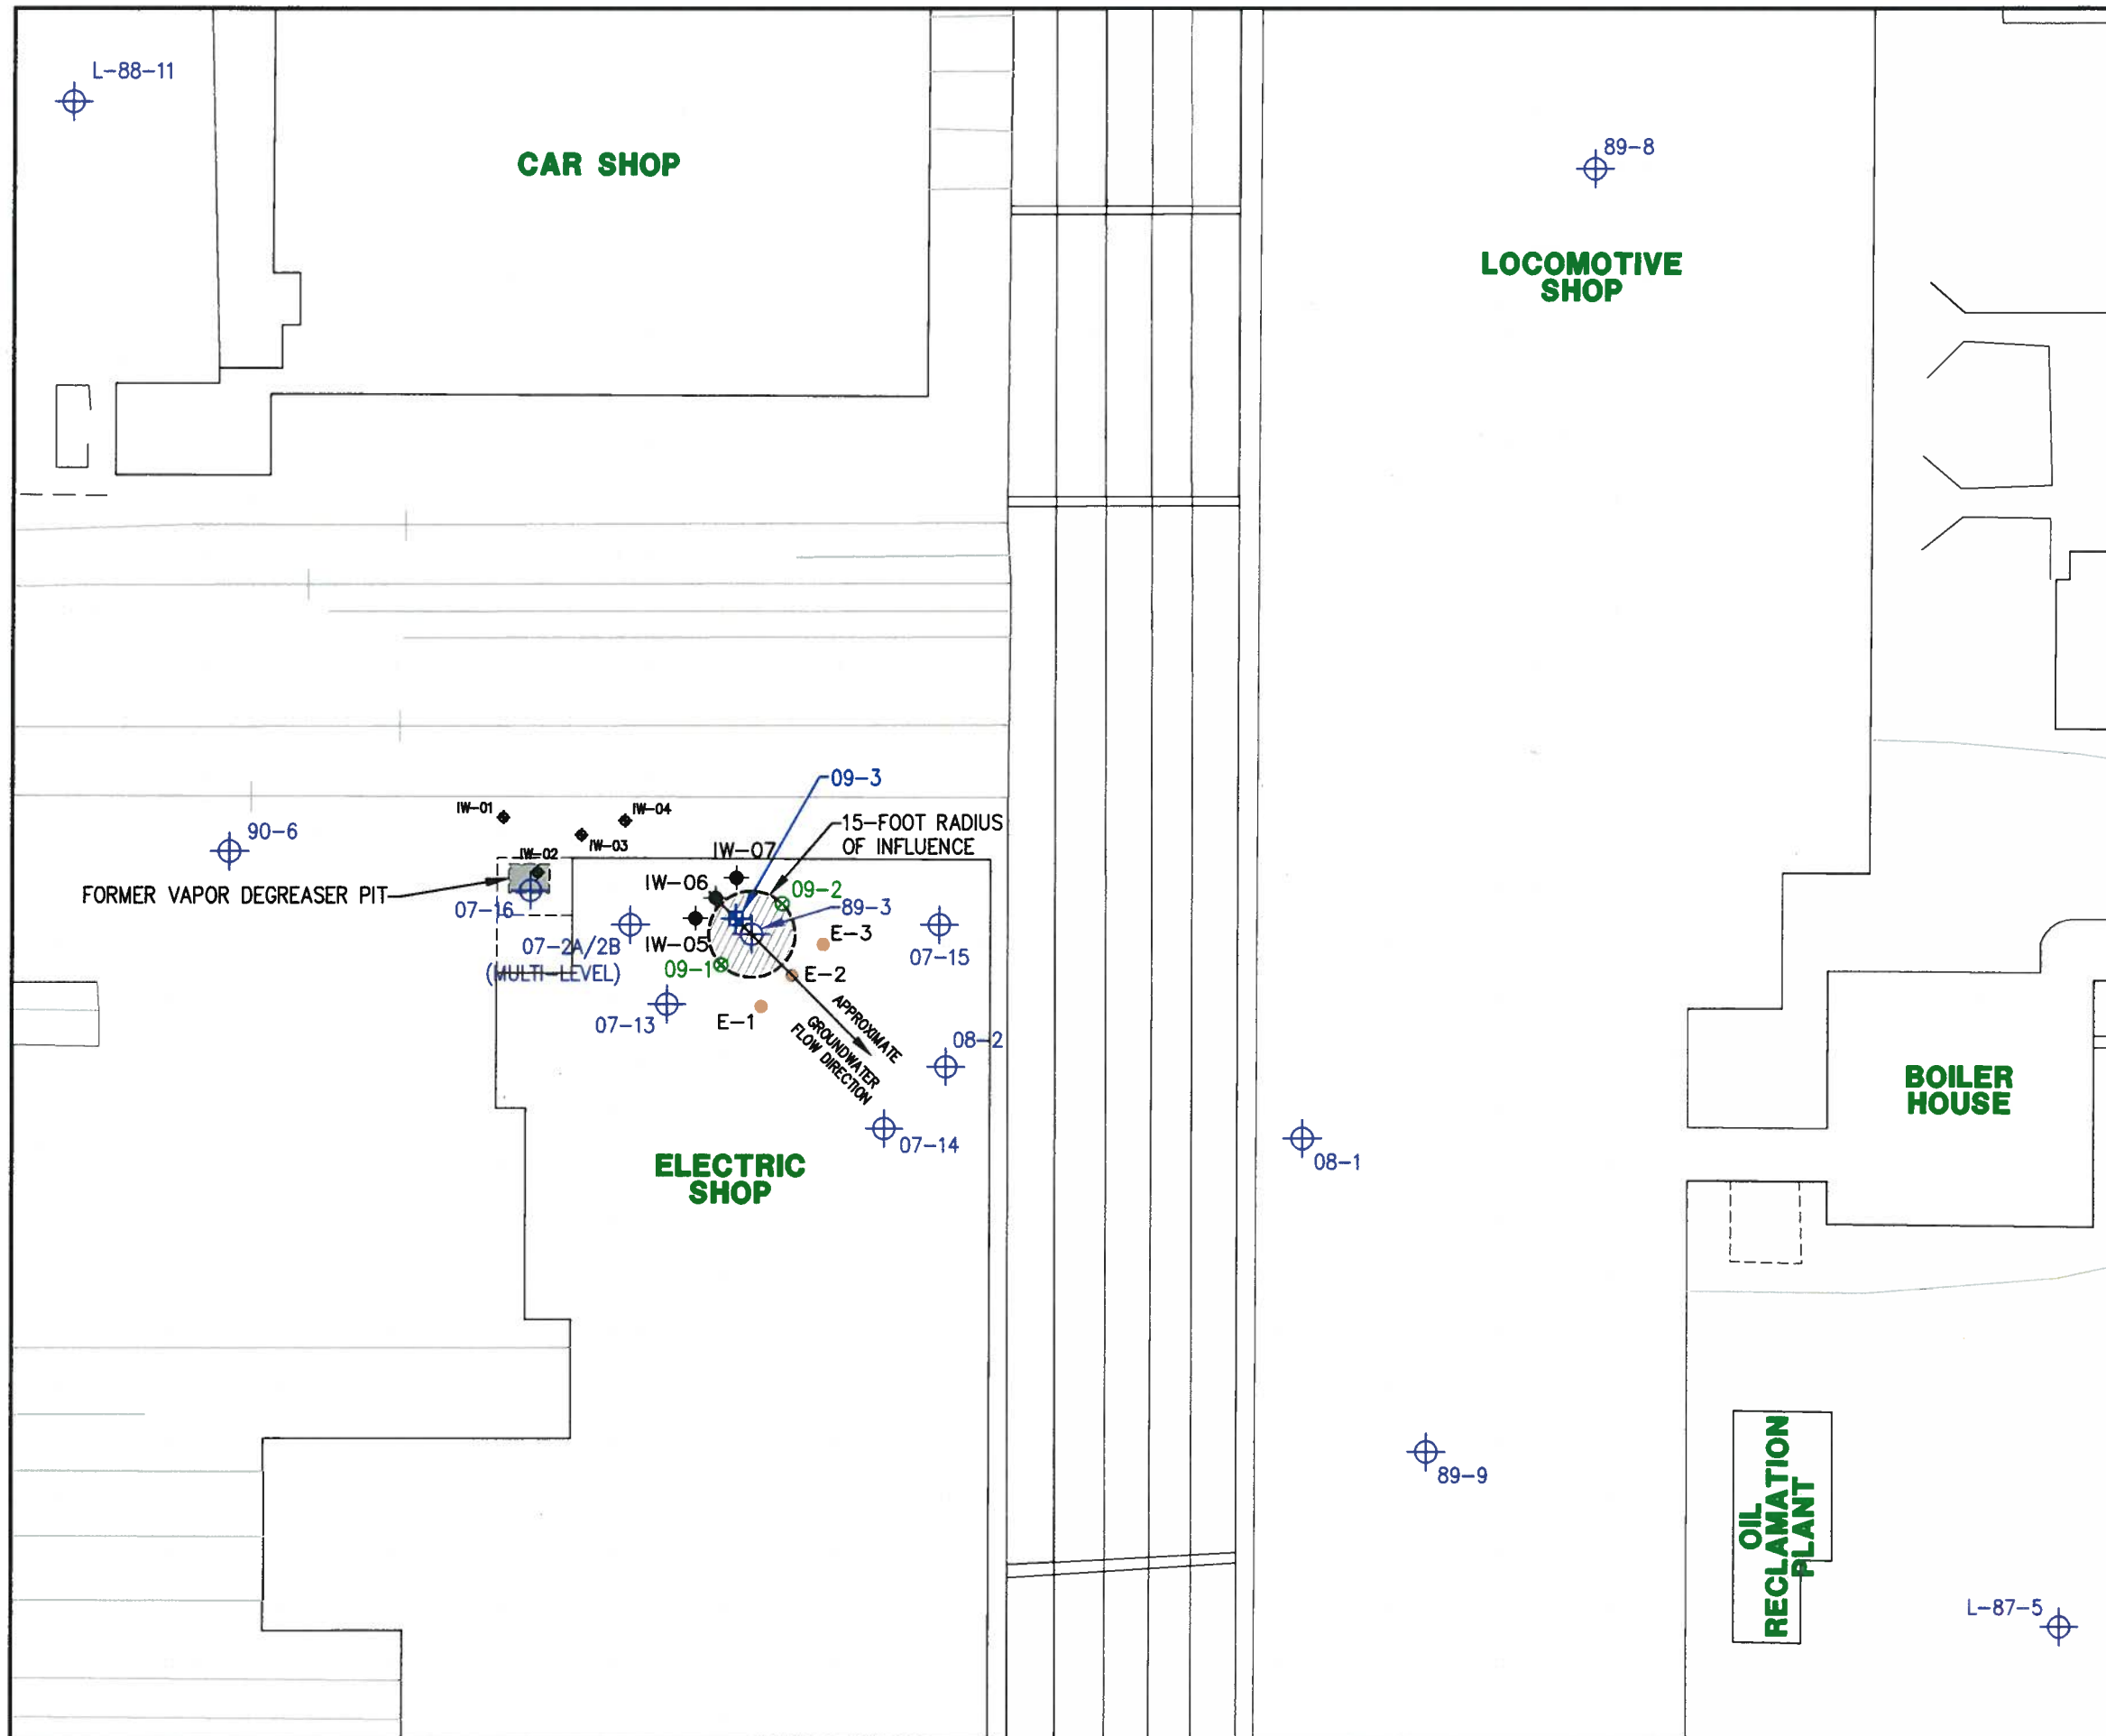 L-88-11
CAR SHOP
89-8
LOCOMOTIVE
SHOP
09-3
IW-01
IW-04
15-FOOT RADIUS
OF INFLUENCE
90-6
IW-03
IW-02
IW-07
FORMER VAPOR DEGREASER PIT
IW-06
09-2
07-16
89-3
07-2A/2B
(MULTI-LEVEL)
IW-05
E-3
07-15
09-1
E-2
07-13
E-1
APPROXIMATE
GROUNDWATER
FLOW DIRECTION
08-2
BOILER
HOUSE
07-14
08-1
ELECTRIC
SHOP
89-9
OIL
RECLAMATION
PLANT
L-87-5